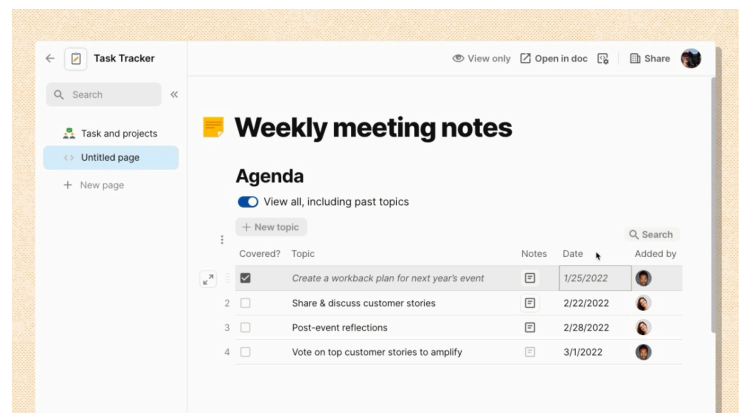 Task Tracker
View only
Open in doc
Share
Search
Task and projects
Untitled page
New page
Weekly meeting notes
Agenda
View all, including past topics
+ New topic
Search
Covered? Topic Notes Date Added by
Create a workback plan for next year's event 1/25/2022
2 Share & discuss customer stories 2/22/2022
3 Post-event reflections 2/28/2022
4 Vote on top customer stories to amplify 3/1/2022